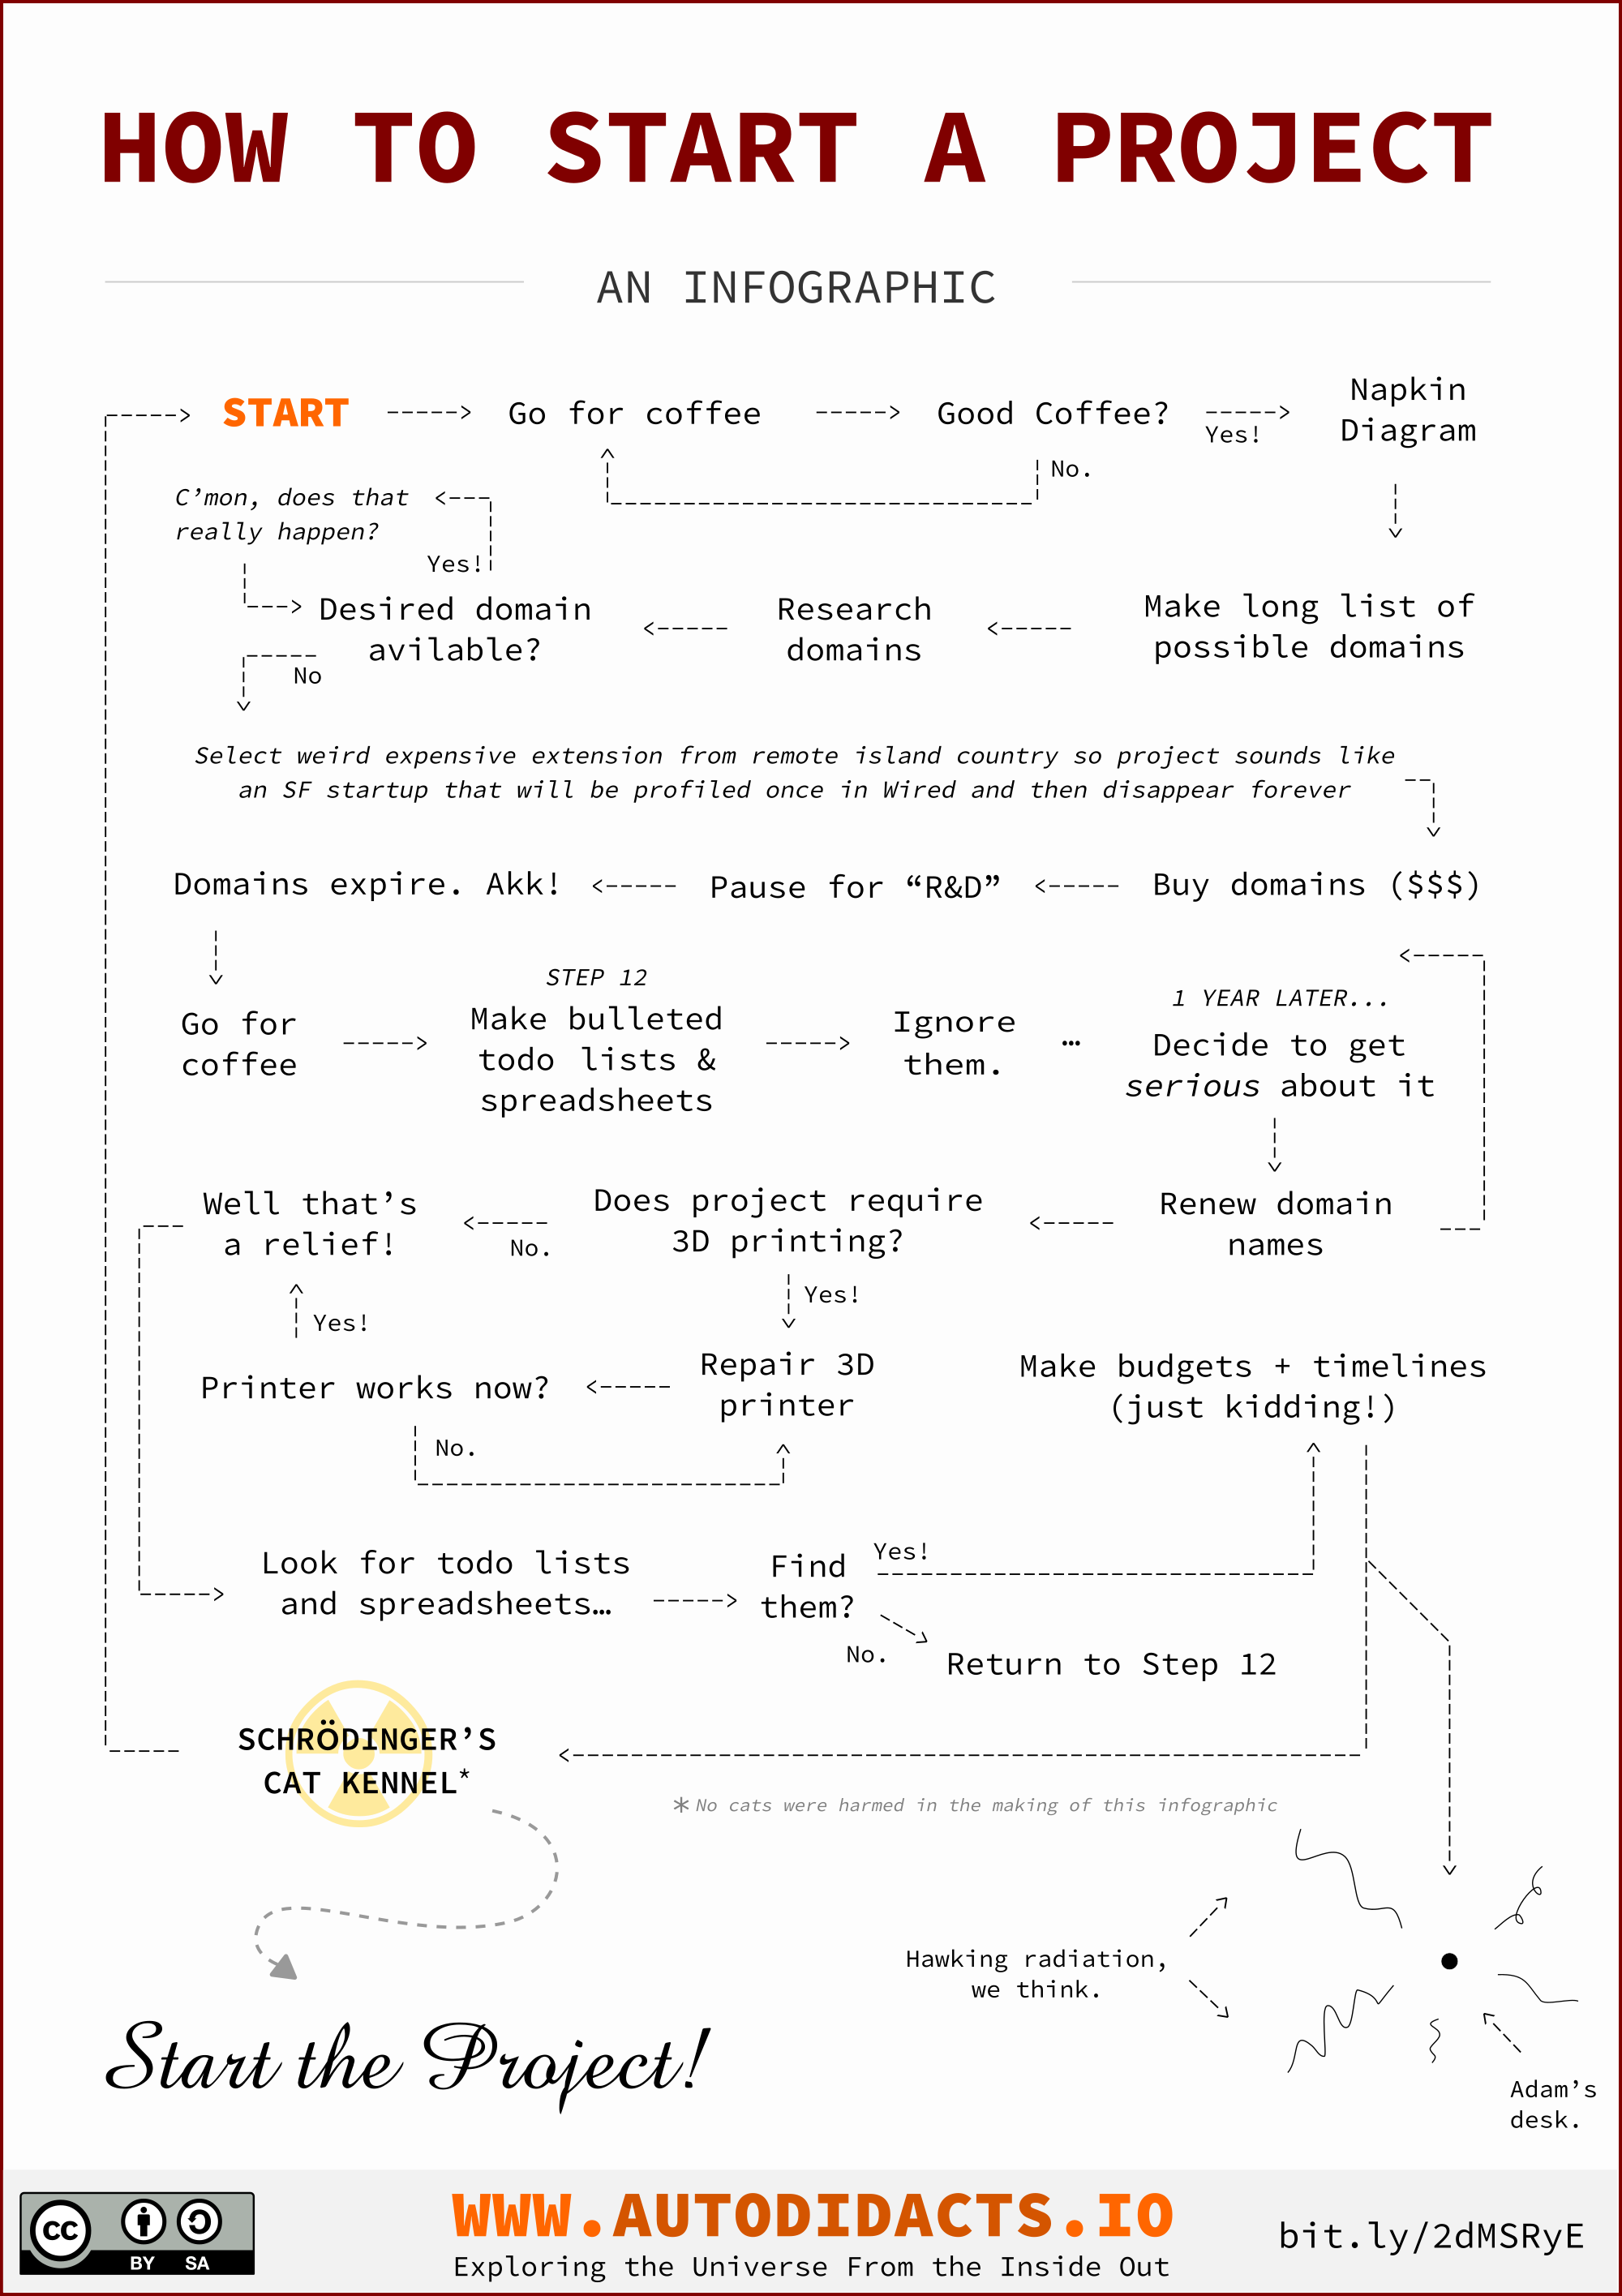 HOW TO START A PROJECT
AN INFOGRAPHIC
START
Go for coffee
Good Coffee?
Yes!
Napkin
Diagram
No.
C’mon, does that
really happen?
Yes!
Desired domain
avilable?
Research
domains
Make long list of
possible domains
No
Select weird expensive extension from remote island country so project sounds like
an SF startup that will be profiled once in Wired and then disappear forever
Domains expire. Akk!
Pause for “R&D”
Buy domains ($$$)
Go for
coffee
STEP 12
Make bulleted
todo lists &
spreadsheets
Ignore
them.
…
1 YEAR LATER...
Decide to get
serious about it
Well that’s
a relief!
No.
Does project require
3D printing?
Renew domain
names
Yes!
Yes!
Printer works now?
Repair 3D
printer
Make budgets + timelines
(just kidding!)
No.
Look for todo lists
and spreadsheets…
Find
them?
Yes!
No.
Return to Step 12
SCHRÖDINGER’S
CAT KENNEL*
* No cats were harmed in the making of this infographic
Hawking radiation,
we think.
Adam’s
desk.
Start the Project!
CC
BY SA
WWW.AUTODIDACTS.IO
Exploring the Universe From the Inside Out
bit.ly/2dMSRyE